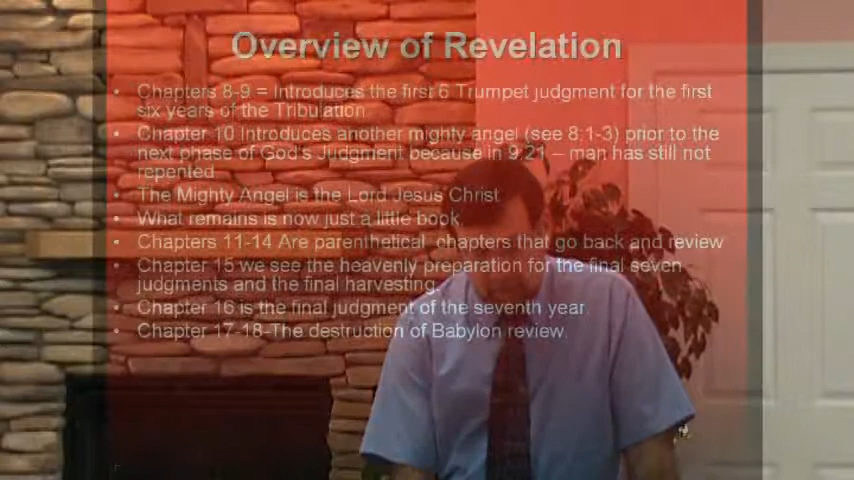 Overview of Revelation
• Chapters 8-9 = Introduces the first 6 Trumpet judgment for the first
six years of the Tribulation
• Chapter 10 Introduces another mighty angel (see 8:1-3) prior to the
next phase of God's Judgment because in 9:21 – man has still not
repented
• The Mighty Angel is the Lord Jesus Christ
• What remains is now just a little book.
• Chapters 11-14 Are parenthetical chapters that go back and review
• Chapter 15 we see the heavenly preparation for the final seven
judgments and the final harvesting.
• Chapter 16 is the final judgment of the seventh year.
• Chapter 17-18-The destruction of Babylon review.